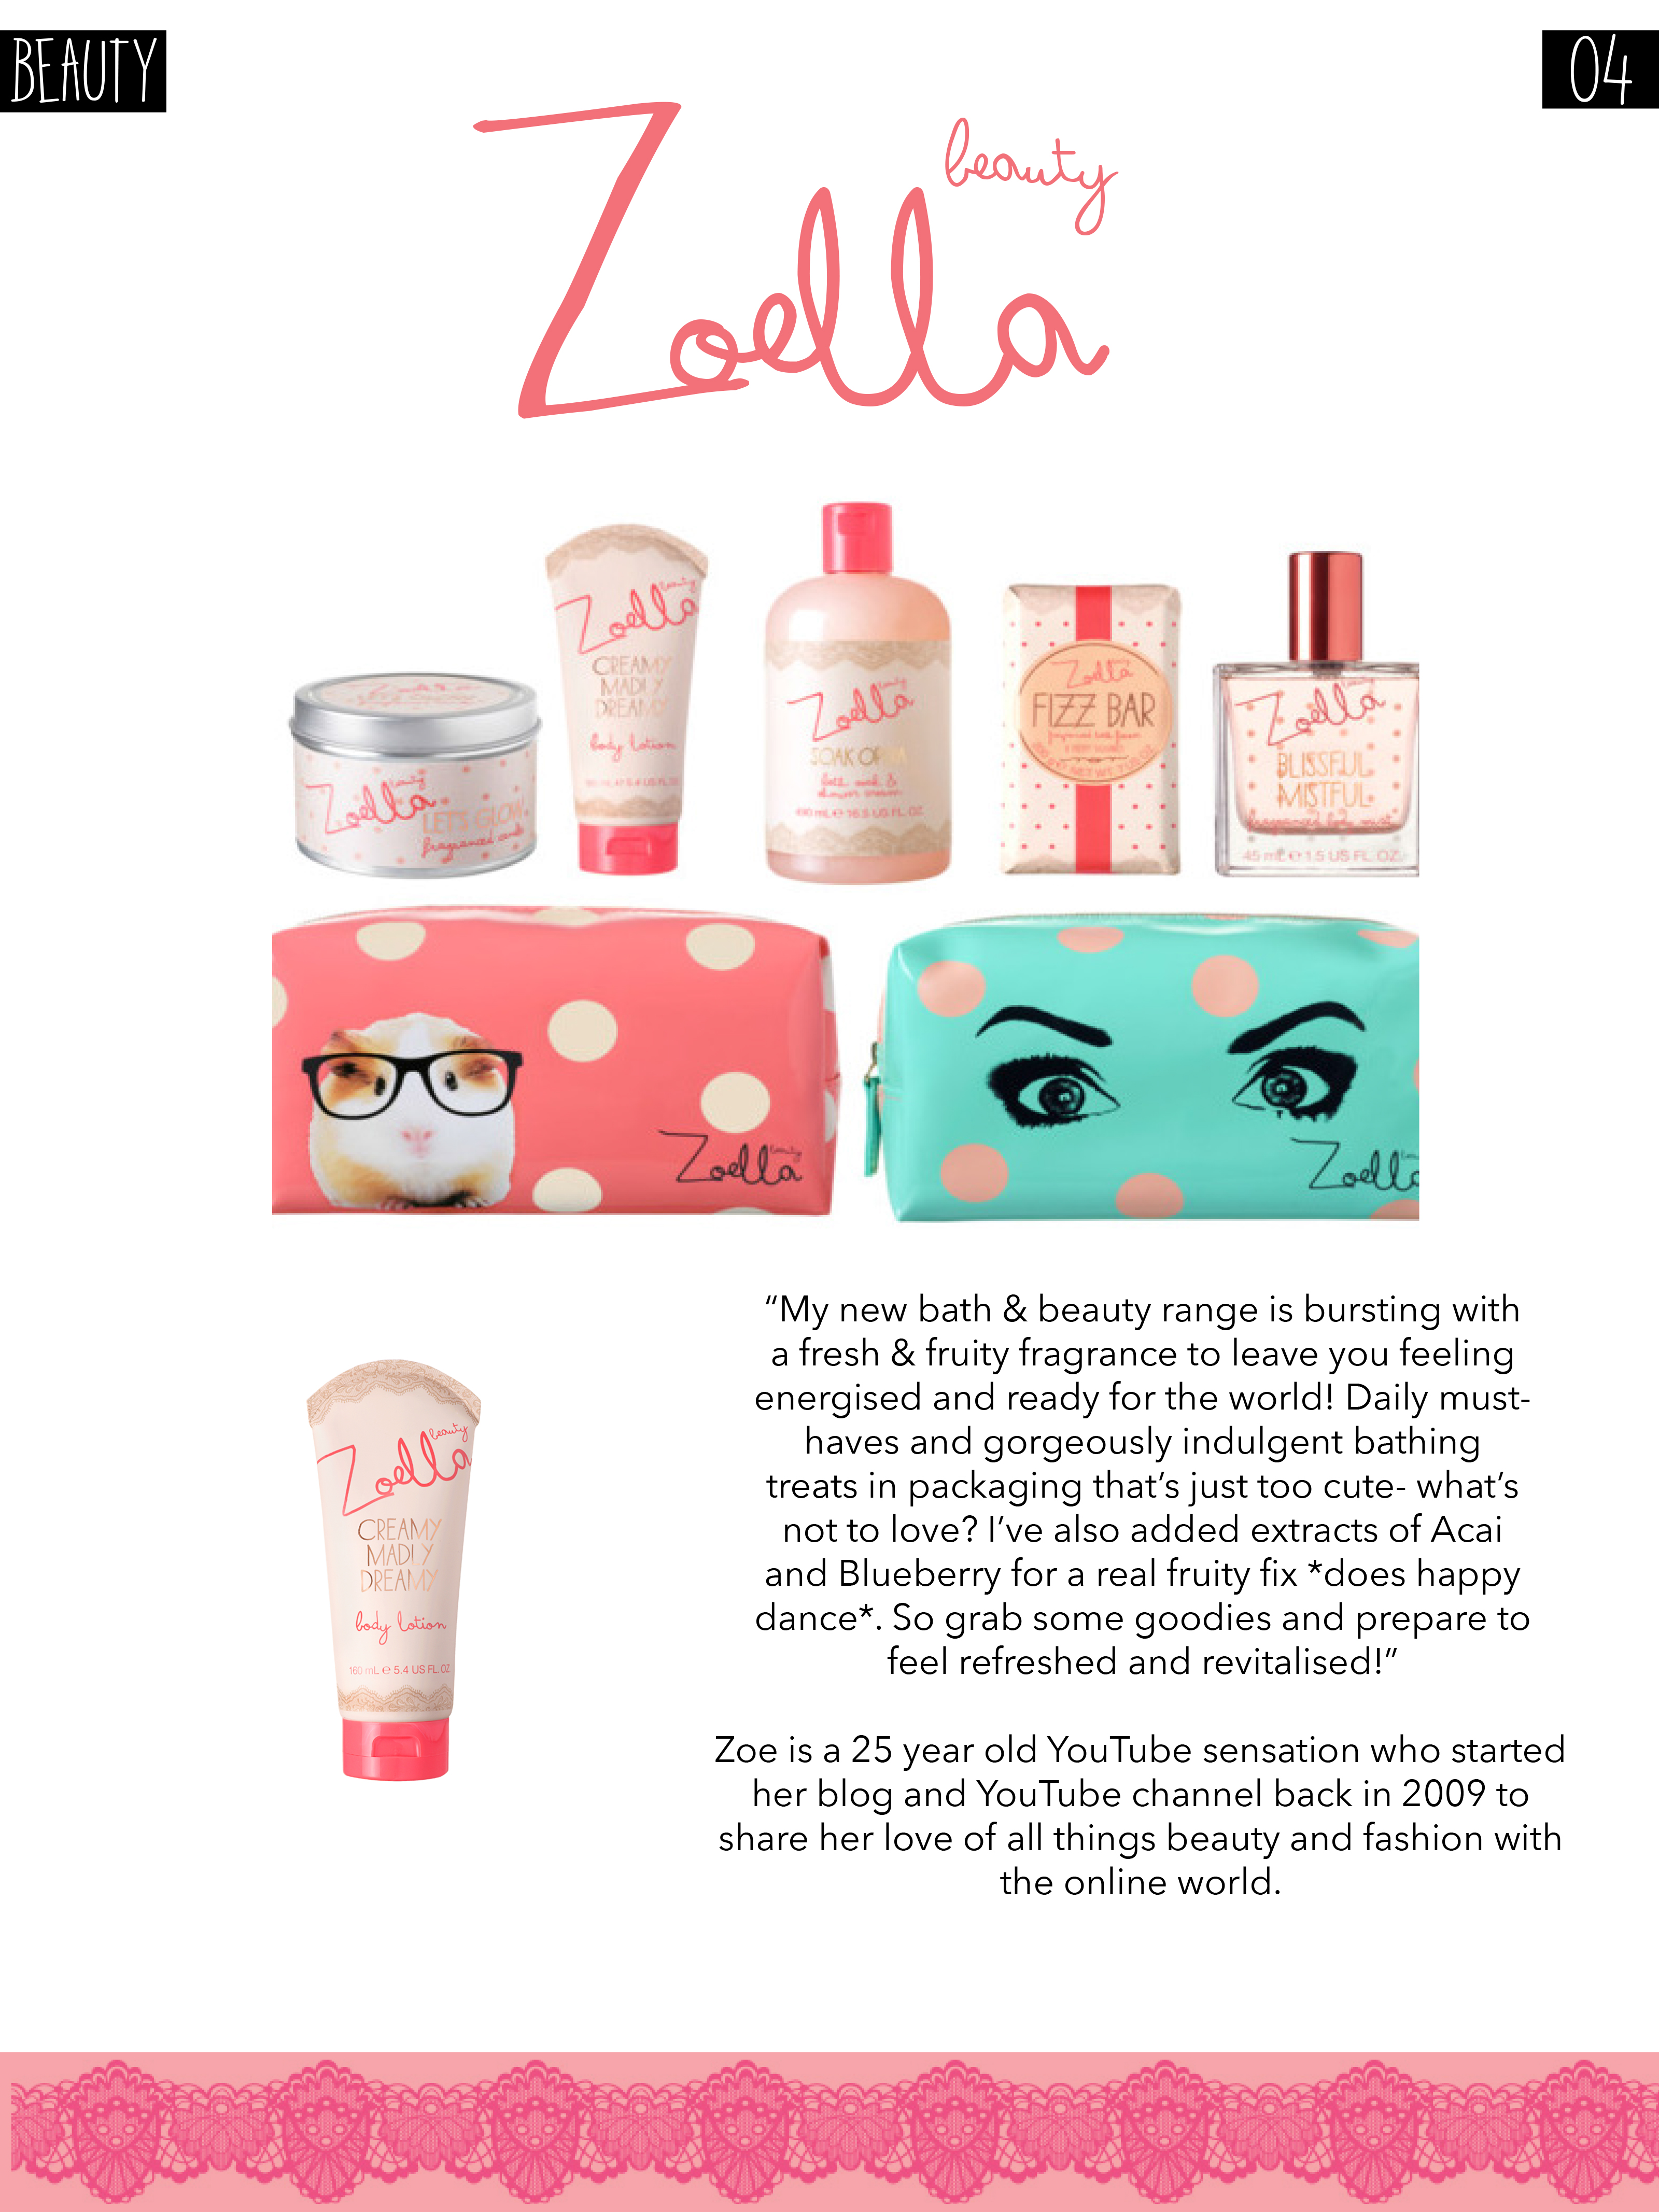 BEAUTY
04
Zoella beauty
Zoella beauty
LET'S GLOW
fragranced candle
Zoella beauty
CREAMY
MADLY
DREAMY
body lotion
Zoella beauty
SOAK OPERA
bath soak &
shower cream
490 mL e 16.5 US FL. OZ.
Zoella
FIZZ BAR
fragranced bath fizzer
Zoella beauty
BLISSFUL
MISTFUL
fragranced body mist
45 mL e 1.5 US FL. OZ.
Zoella beauty
Zoella
“My new bath & beauty range is bursting with
a fresh & fruity fragrance to leave you feeling
energised and ready for the world! Daily must-
haves and gorgeously indulgent bathing
treats in packaging that’s just too cute- what’s
not to love? I’ve also added extracts of Acai
and Blueberry for a real fruity fix *does happy
dance*. So grab some goodies and prepare to
feel refreshed and revitalised!”
Zoella beauty
CREAMY
MADLY
DREAMY
body lotion
160 mL e 5.4 US FL. OZ
Zoe is a 25 year old YouTube sensation who started
her blog and YouTube channel back in 2009 to
share her love of all things beauty and fashion with
the online world.